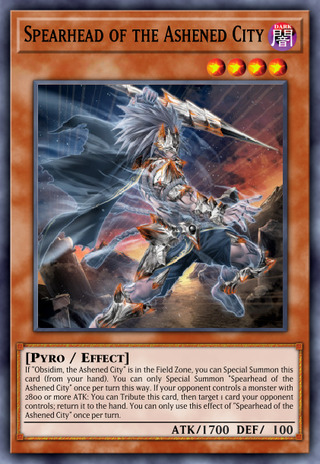 Spearhead of the Ashened City
DARK
闇
[Pyro / Effect]
If "Obsidim, the Ashened City" is in the Field Zone, you can Special Summon this
card (from your hand). You can only Special Summon "Spearhead of the
Ashened City" once per turn this way. If your opponent controls a monster with
2800 or more ATK: You can Tribute this card, then target 1 card your opponent
controls; return it to the hand. You can only use this effect of "Spearhead of the
Ashened City" once per turn.
ATK/1700 DEF/ 100